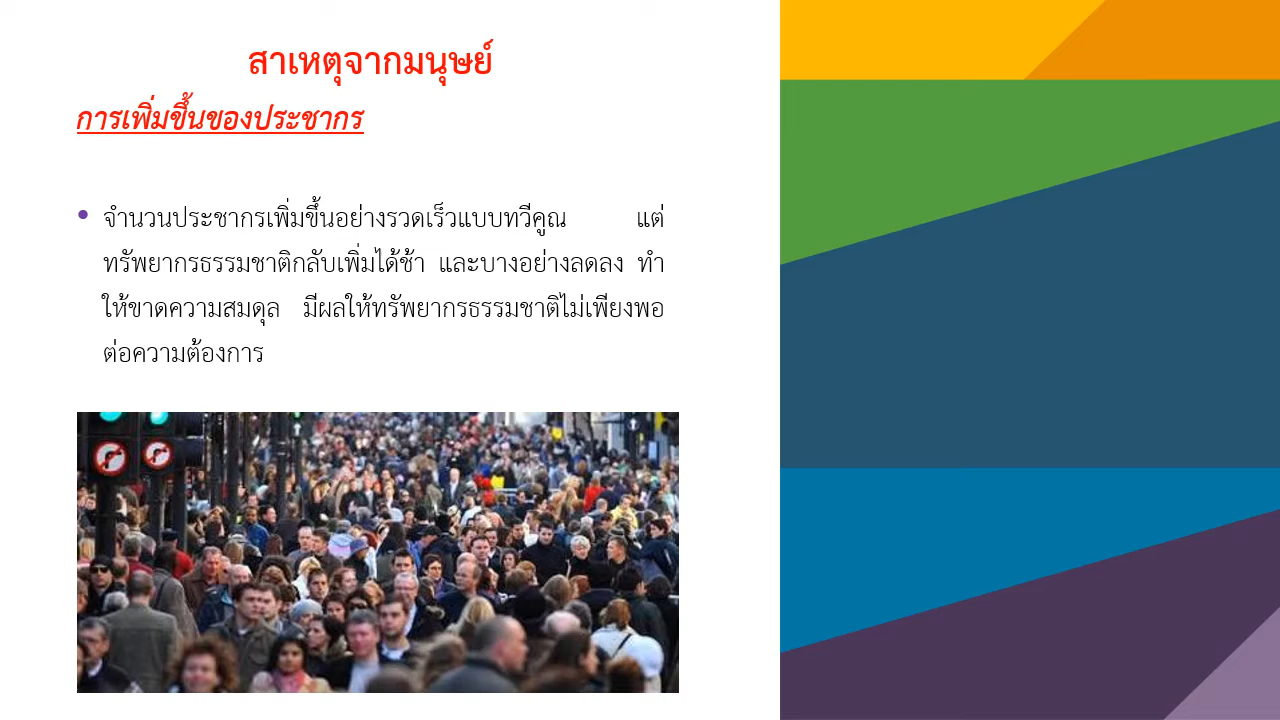 สาเหตุจากมนุษย์
การเพิ่มขึ้นของประชากร
• จำนวนประชากรเพิ่มขึ้นอย่างรวดเร็วแบบทวีคูณ แต่
ทรัพยากรธรรมชาติกลับเพิ่มได้ช้า และบางอย่างลดลง ทำ
ให้ขาดความสมดุล มีผลให้ทรัพยากรธรรมชาติไม่เพียงพอ
ต่อความต้องการ